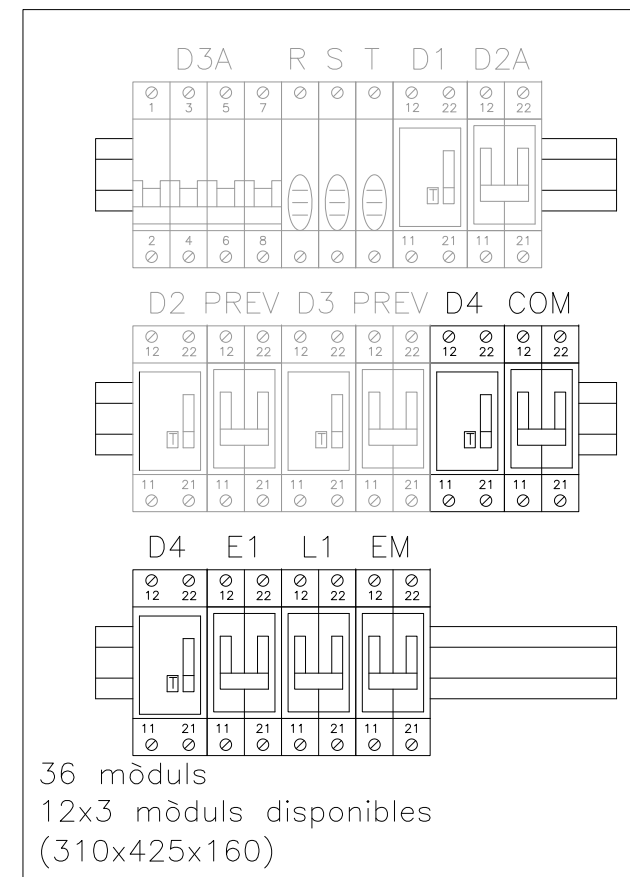 D3A R S T D1 D2A
1 3 5 7 12 22 12 22
T
2 4 6 8 11 21 11 21
D2 PREV D3 PREV D4 COM
12 22 12 22 12 22 12 22 12 22 12 22
T T T
11 21 11 21 11 21 11 21 11 21 11 21
D4 E1 L1 EM
12 22 12 22 12 22 12 22
T
11 21 11 21 11 21 11 21
36 mòduls
12x3 mòduls disponibles
(310x425x160)